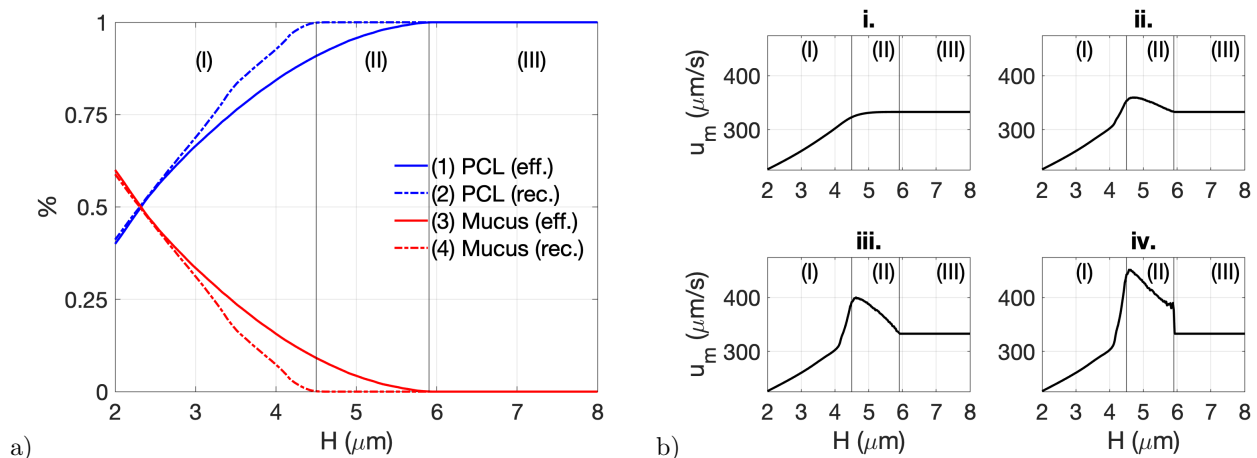 1
0.75
0.5
0.25
0
%
(I)
(II)
(III)
(1) PCL (eff.)
(2) PCL (rec.)
(3) Mucus (eff.)
(4) Mucus (rec.)
2 3 4 5 6 7 8
H (μm)
a)
i.
(I) (II) (III)
400
300
u_m (μm/s)
2 3 4 5 6 7 8
ii.
(I) (II) (III)
400
300
2 3 4 5 6 7 8
iii.
(I) (II) (III)
400
300
u_m (μm/s)
2 3 4 5 6 7 8
H (μm)
iv.
(I) (II) (III)
400
300
2 3 4 5 6 7 8
H (μm)
b)